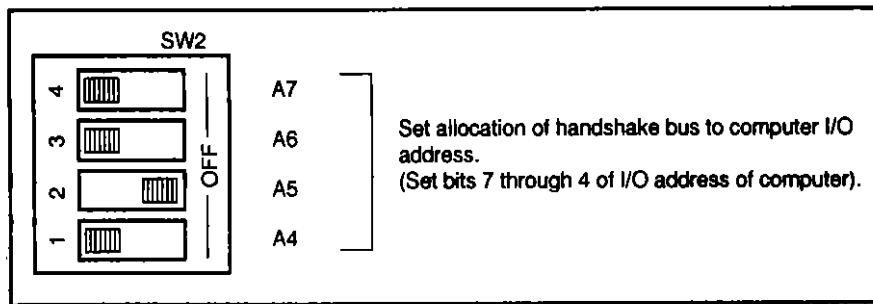 SW2
4 A7
3 A6
2 A5
1 A4
OFF
Set allocation of handshake bus to computer I/O
address.
(Set bits 7 through 4 of I/O address of computer).